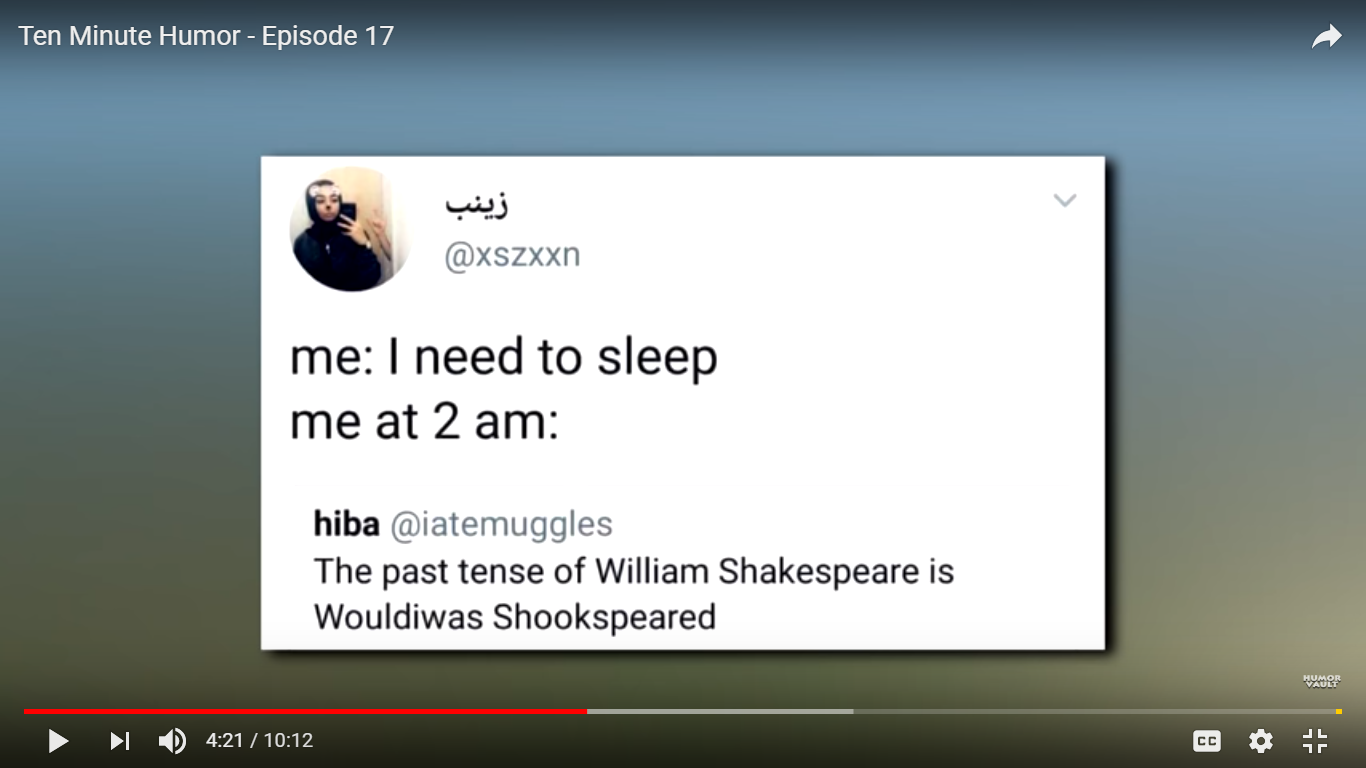 Ten Minute Humor - Episode 17
زينب
@xszxxn
me: I need to sleep
me at 2 am:
hiba @iatemuggles
The past tense of William Shakespeare is
Wouldiwas Shookspeared
HUMOR
VAULT
4:21 / 10:12
CC